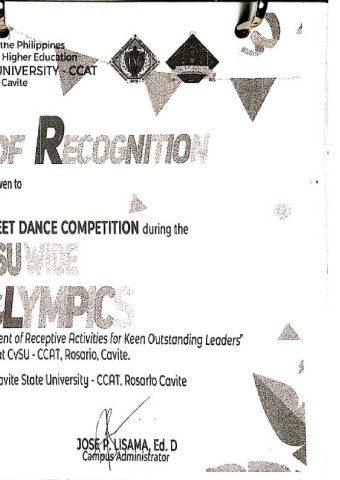 the Philippines
Higher Education
UNIVERSITY - CCAT
Cavite
OF RECOGNITION
ven to
EET DANCE COMPETITION during the
SU WIDE
LYMPICS
ent of Receptive Activities for Keen Outstanding Leaders"
at CvSU - CCAT, Rosario, Cavite.
avite State University - CCAT, Rosario Cavite
JOSE P. LISAMA, Ed. D
Campus Administrator